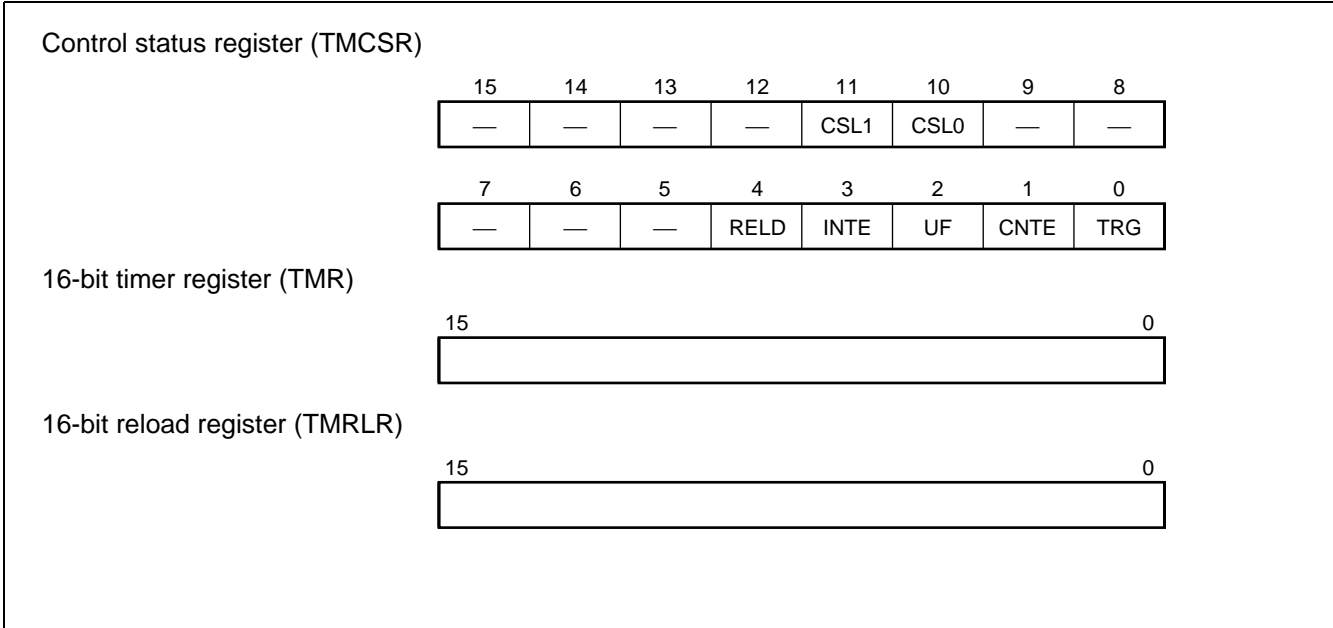 Control status register (TMCSR)
15 14 13 12 11 10 9 8
— — — — CSL1 CSL0 — —
7 6 5 4 3 2 1 0
— — — RELD INTE UF CNTE TRG
16-bit timer register (TMR)
15 0
16-bit reload register (TMRLR)
15 0